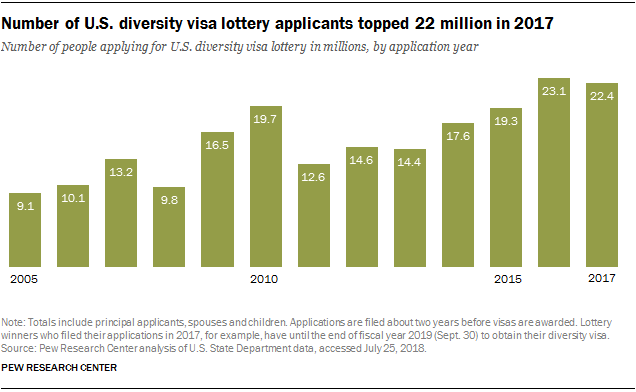 Number of U.S. diversity visa lottery applicants topped 22 million in 2017
Number of people applying for U.S. diversity visa lottery in millions, by application year
9.1
10.1
13.2
9.8
16.5
19.7
12.6
14.6
14.4
17.6
19.3
23.1
22.4
2005
2010
2015
2017
Note: Totals include principal applicants, spouses and children. Applications are filed about two years before visas are awarded. Lottery
winners who filed their applications in 2017, for example, have until the end of fiscal year 2019 (Sept. 30) to obtain their diversity visa.
Source: Pew Research Center analysis of U.S. State Department data, accessed July 25, 2018.
PEW RESEARCH CENTER